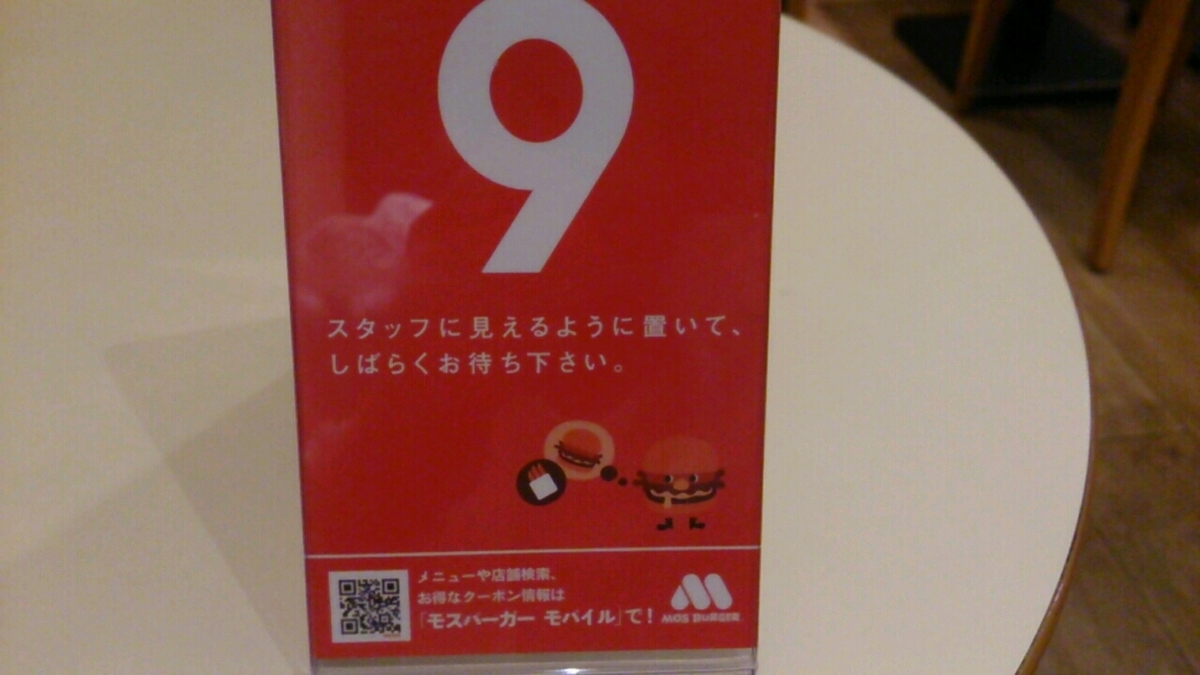 9
スタッフに見えるように置いて、
しばらくお待ち下さい。
メニューや店舗検索、
お得なクーポン情報は
「モスバーガー モバイル」で!
MOS BURGER